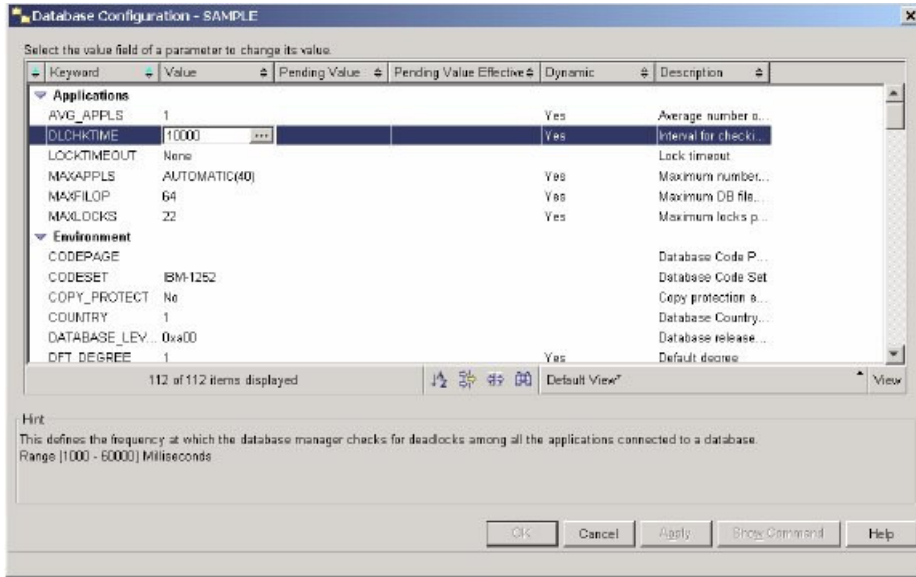 Database Configuration - SAMPLE
Select the value field of a parameter to change its value.
Keyword Value Pending Value Pending Value Effective Dynamic Description
Applications
AVG_APPLS 1 Yes Average number o...
DLCHKTIME 10000 ... Yes Interval for checki...
LOCKTIMEOUT None Lock timeout
MAXAPPLS AUTOMATIC(40) Yes Maximum number...
MAXFILOP 64 Yes Maximum DB file...
MAXLOCKS 22 Yes Maximum locks p...
Environment
CODEPAGE Database Code P...
CODESET IBM-1252 Database Code Set
COPY_PROTECT No Copy protection e...
COUNTRY 1 Database Country...
DATABASE_LEV... 0xa00 Database release...
DFT_DEGREE 1 Yes Default degree
112 of 112 items displayed Default View* View
Hint
This defines the frequency at which the database manager checks for deadlocks among all the applications connected to a database.
Range [1000 - 60000] Milliseconds
OK Cancel Apply Show Command Help